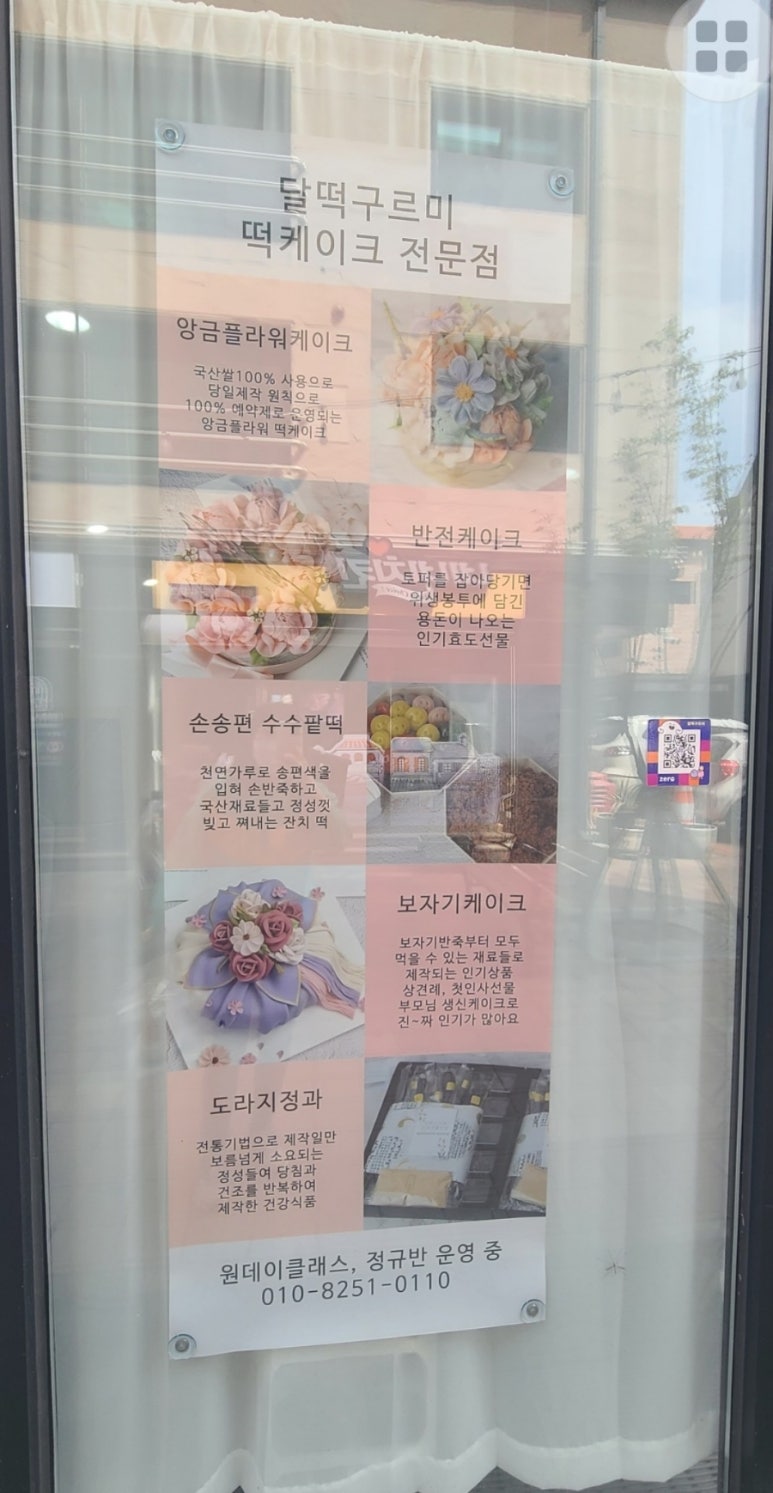 달떡구르미
떡케이크 전문점
앙금플라워케이크
국산쌀100% 사용으로
당일제작 원칙으로
100% 예약제로 운영되는
앙금플라워 떡케이크
반전케이크
토퍼를 잡아당기면
위생봉투에 담긴
용돈이 나오는
인기효도선물
손송편 수수팥떡
천연가루로 송편색을
입혀 손반죽하고
국산재료들고 정성껏
빚고 쪄내는 잔치 떡
보자기케이크
보자기반죽부터 모두
먹을 수 있는 재료들로
제작되는 인기상품
상견례, 첫인사선물
부모님 생신케이크로
진~짜 인기가 많아요
도라지정과
전통기법으로 제작일만
보름넘게 소요되는
정성들여 당침과
건조를 반복하여
제작한 건강식품
원데이클래스, 정규반 운영 중
010-8251-0110
zero